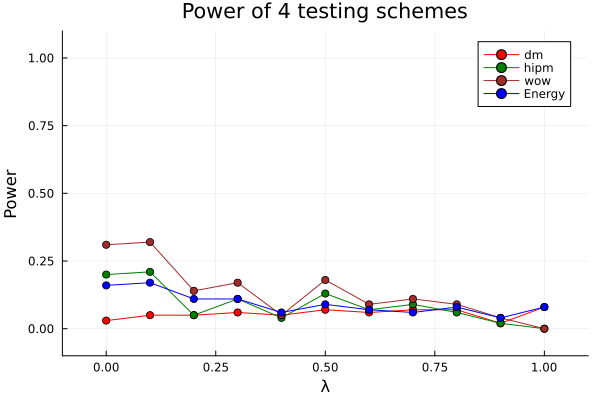 Power of 4 testing schemes
dm
hipm
wow
Energy
Power
1.00
0.75
0.50
0.25
0.00
0.00 0.25 0.50 0.75 1.00
λ